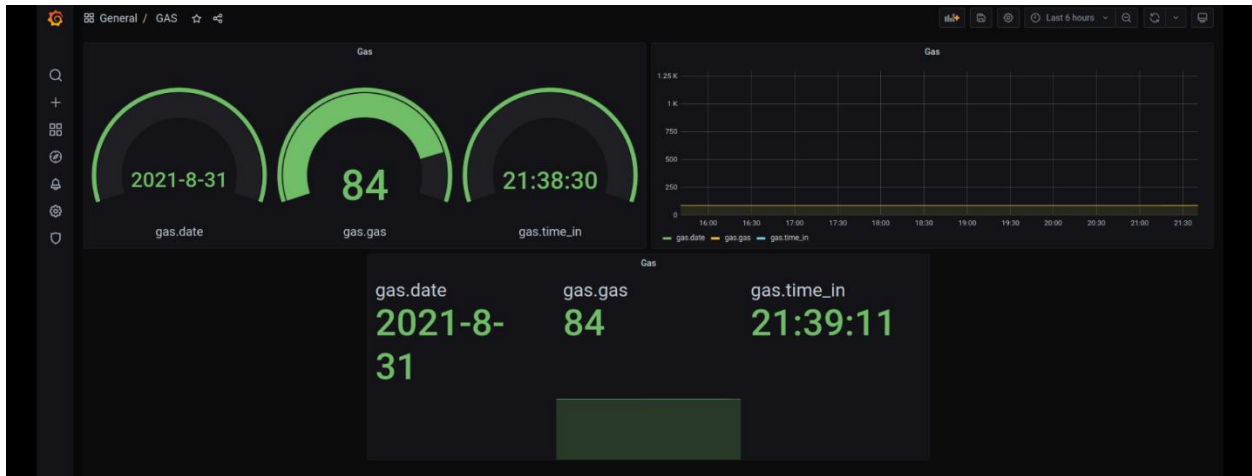 General / GAS
Last 6 hours
Gas
2021-8-31
84
21:38:30
gas.date
gas.gas
gas.time_in
Gas
1.25 K
1 K
750
500
250
0
16:00 16:30 17:00 17:30 18:00 18:30 19:00 19:30 20:00 20:30 21:00 21:30
gas.date gas.gas gas.time_in
Gas
gas.date gas.gas gas.time_in
2021-8- 84 21:39:11
31